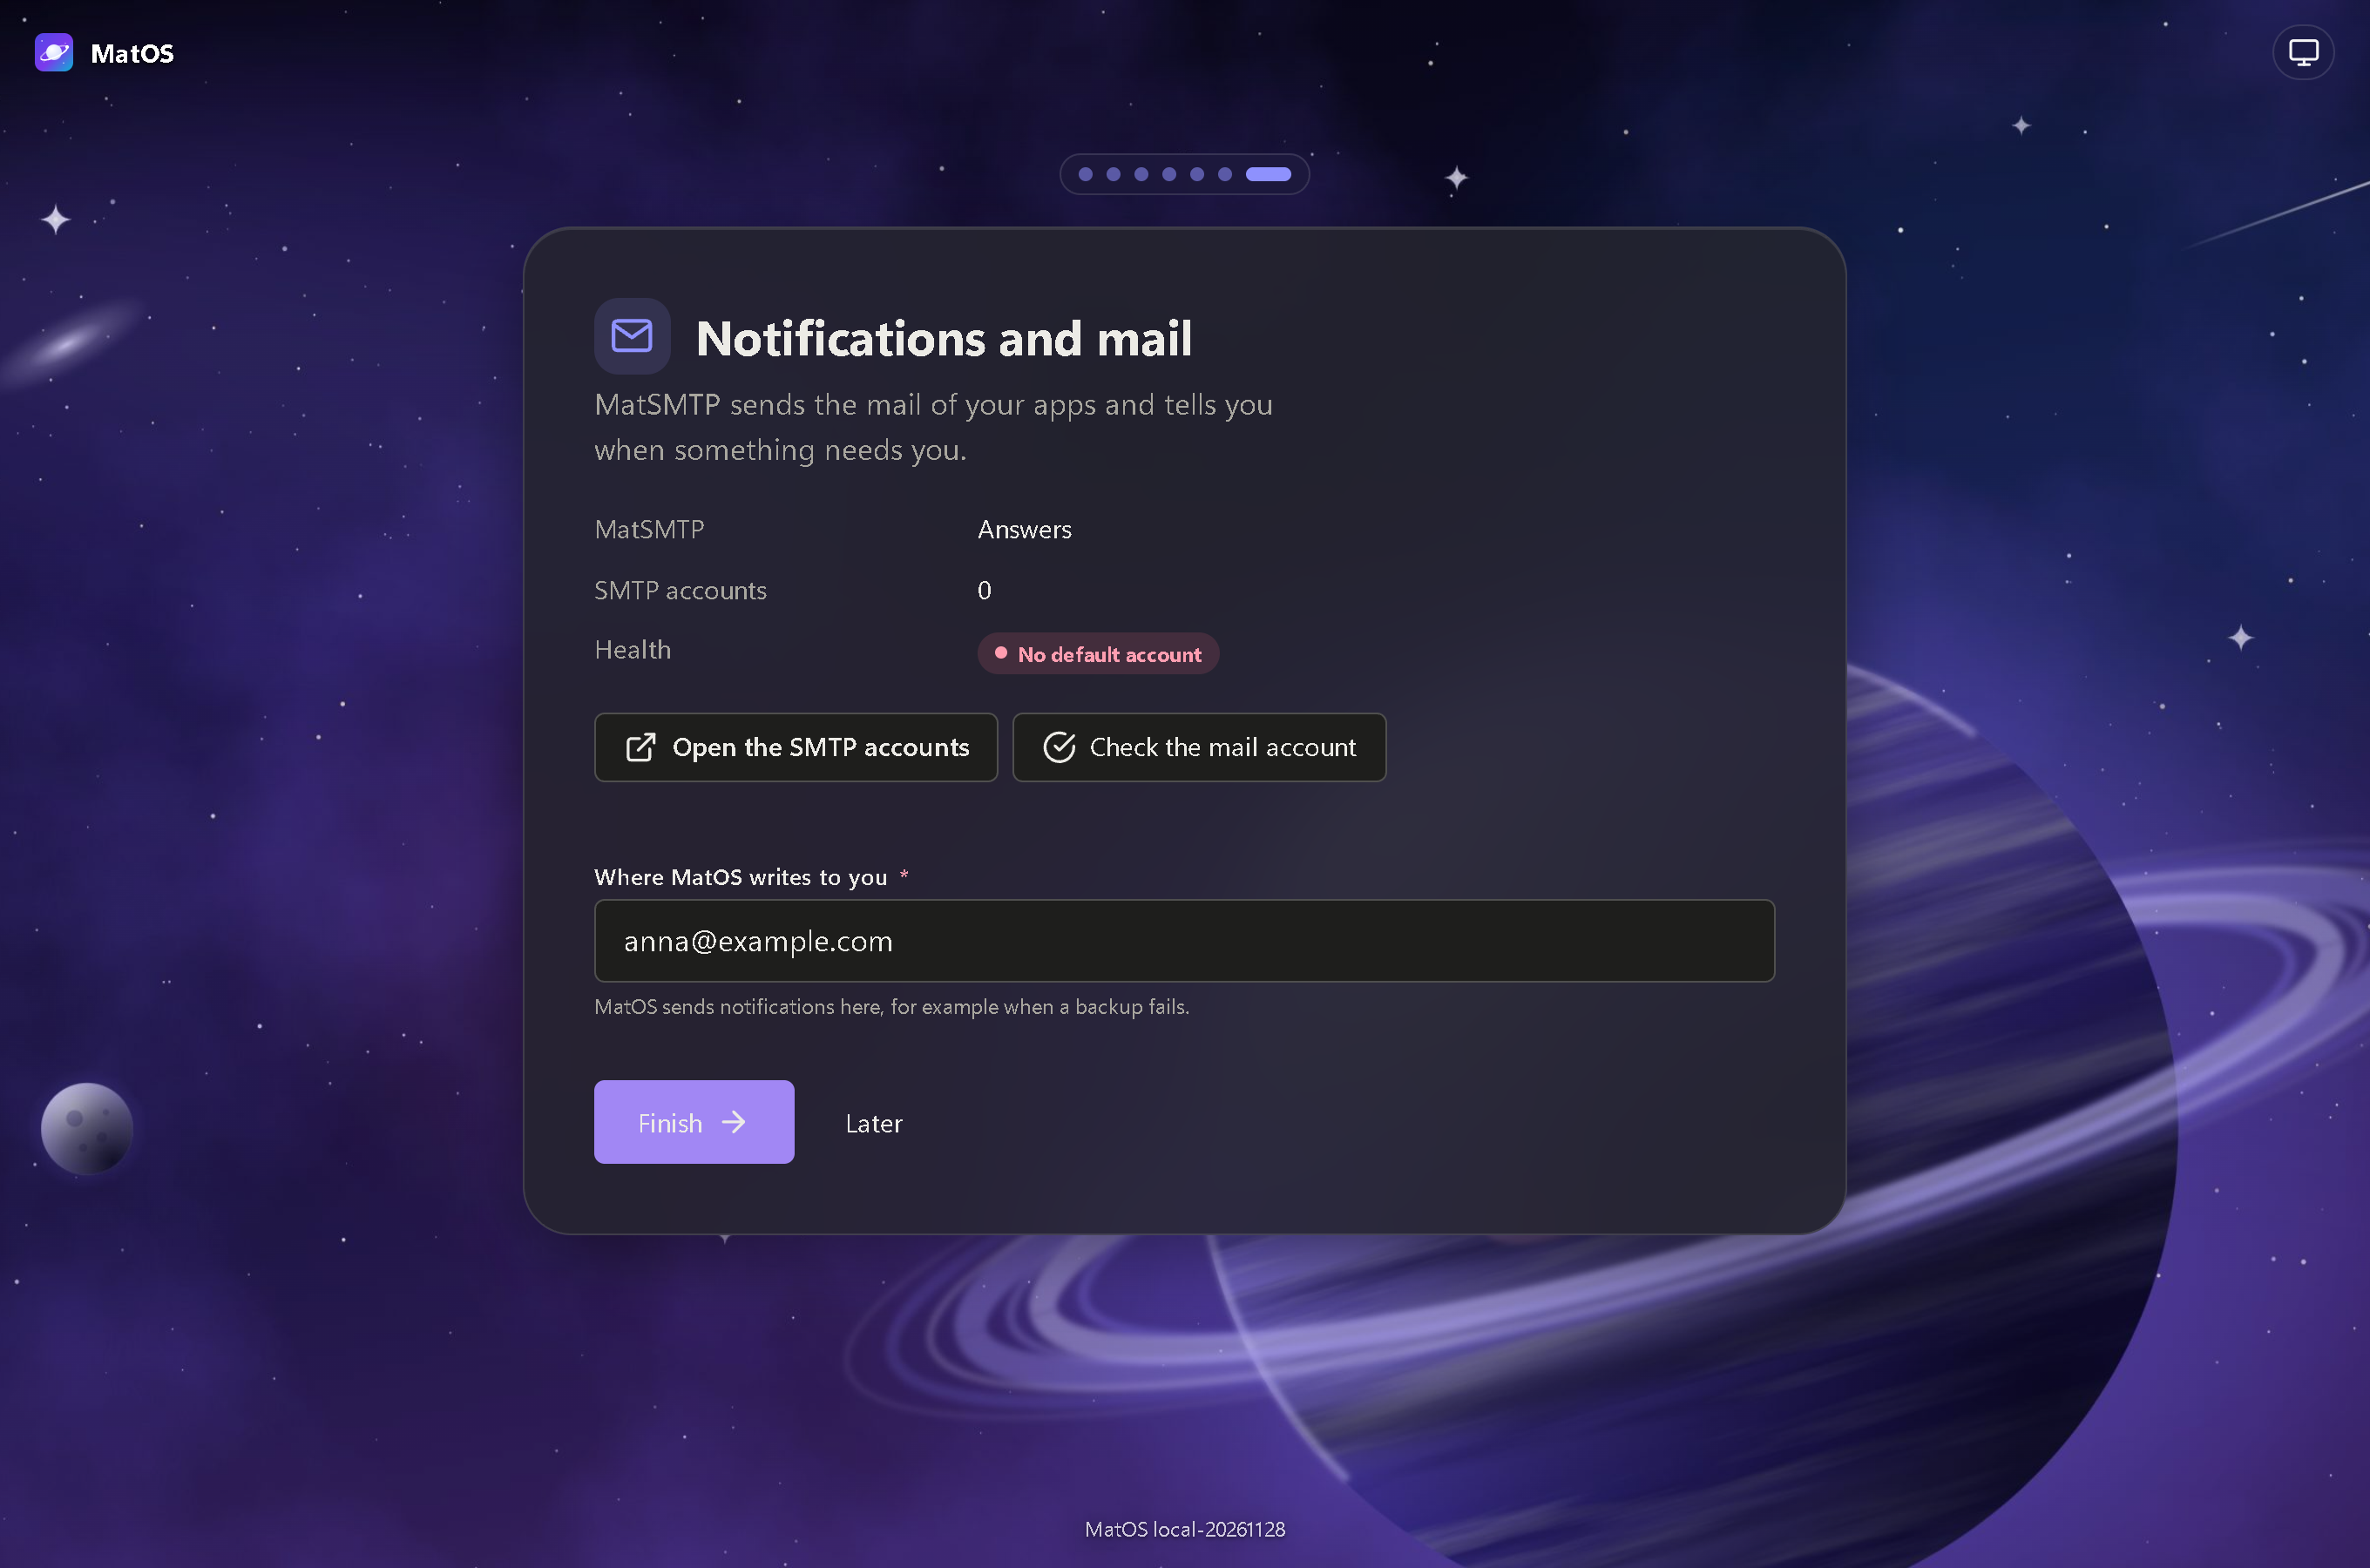 MatOS
Notifications and mail
MatSMTP sends the mail of your apps and tells you
when something needs you.
MatSMTP Answers
SMTP accounts 0
Health No default account
Open the SMTP accounts Check the mail account
Where MatOS writes to you *
anna@example.com
MatOS sends notifications here, for example when a backup fails.
Finish Later
MatOS local-20261128